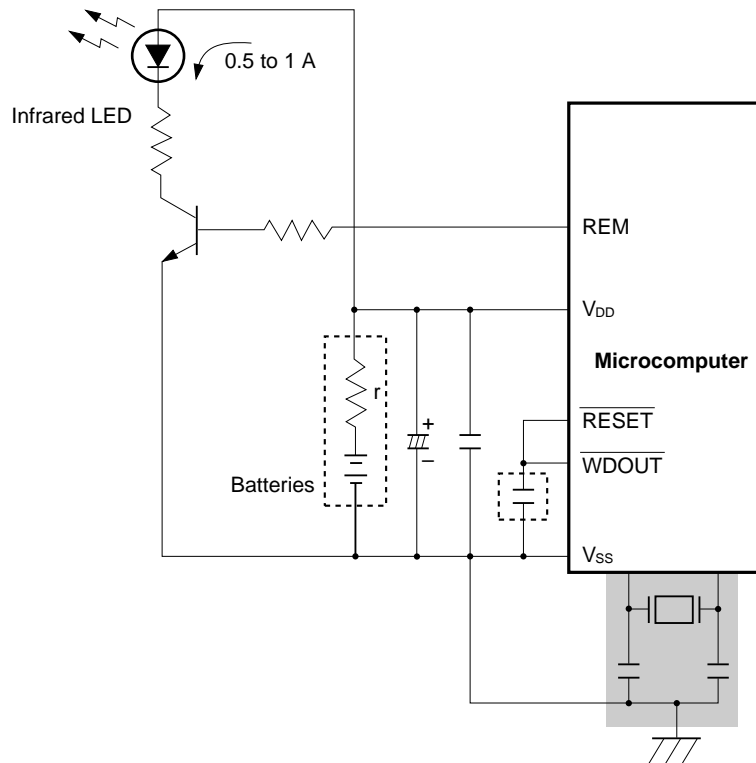 0.5 to 1 A
Infrared LED
REM
VDD
Microcomputer
r
+
–
RESET
WDOUT
Batteries
VSS